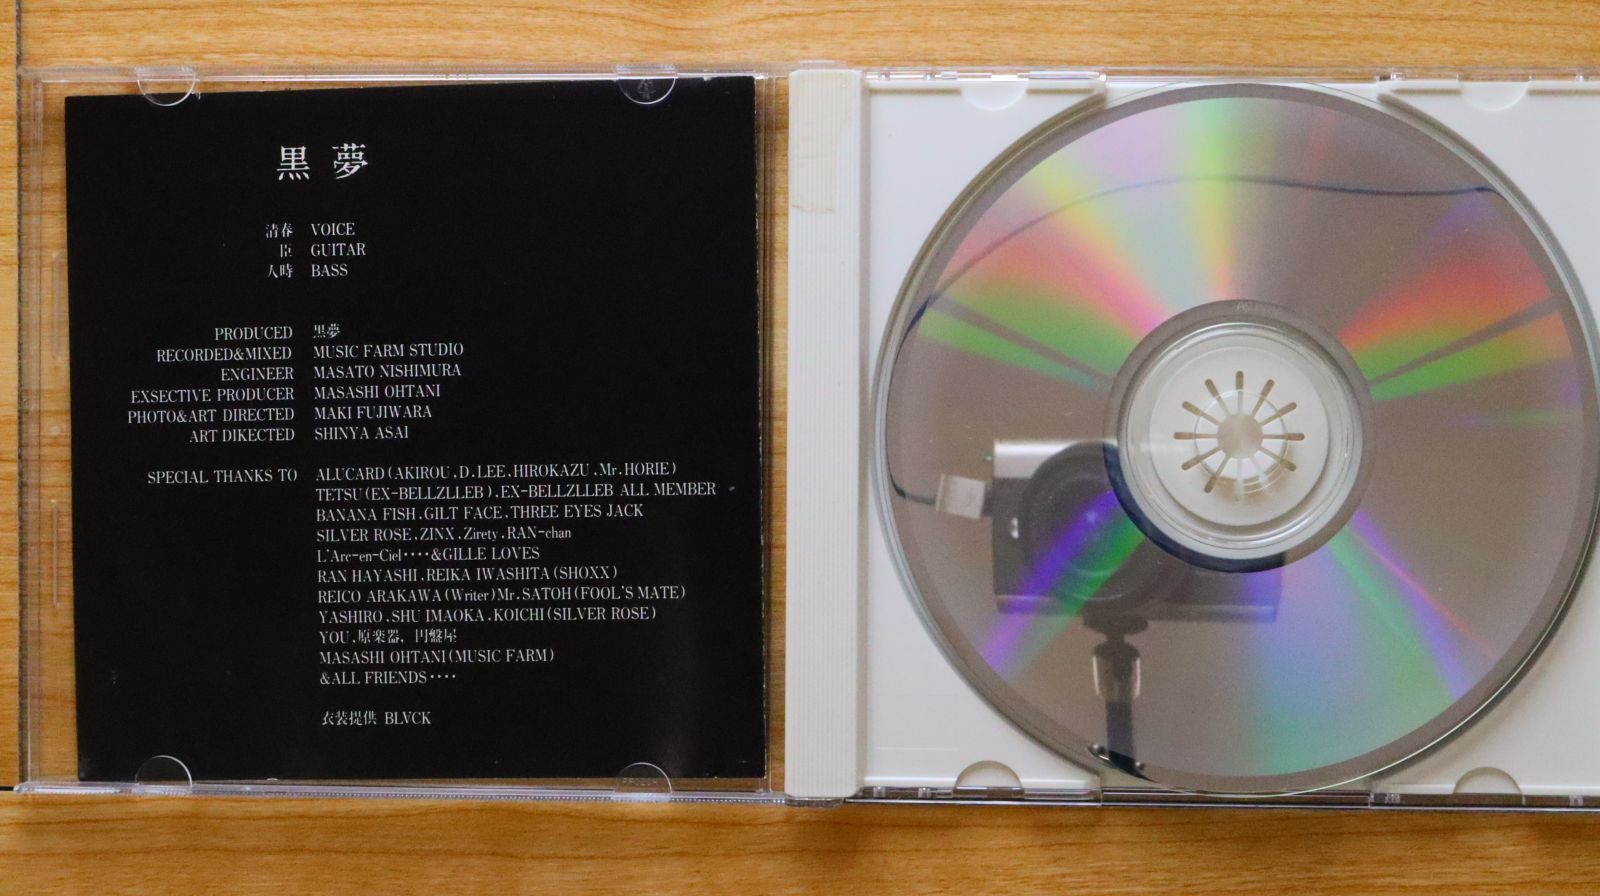 黒夢
清春 VOICE
臣 GUITAR
人時 BASS
PRODUCED 黒夢
RECORDED&MIXED MUSIC FARM STUDIO
ENGINEER MASATO NISHIMURA
EXSECTIVE PRODUCER MASASHI OHTANI
PHOTO&ART DIRECTED MAKI FUJIWARA
ART DIKECTED SHINYA ASAI
SPECIAL THANKS TO ALUCARD(AKIROU,D.LEE,HIROKAZU,Mr.HORIE)
TETSU(EX-BELLZLLEB),EX-BELLZLLEB ALL MEMBER
BANANA FISH,GILT FACE,THREE EYES JACK
SILVER ROSE,ZINX,Zirety,RAN-chan
L'Arc-en-Ciel････&GILLE LOVES
RAN HAYASHI,REIKA IWASHITA(SHOXX)
REICO ARAKAWA(Writer)Mr.SATOH(FOOL'S MATE)
YASHIRO,SHU IMAOKA,KOICHI(SILVER ROSE)
YOU,原楽器, 円盤屋
MASASHI OHTANI(MUSIC FARM)
&ALL FRIENDS････
衣装提供 BLVCK